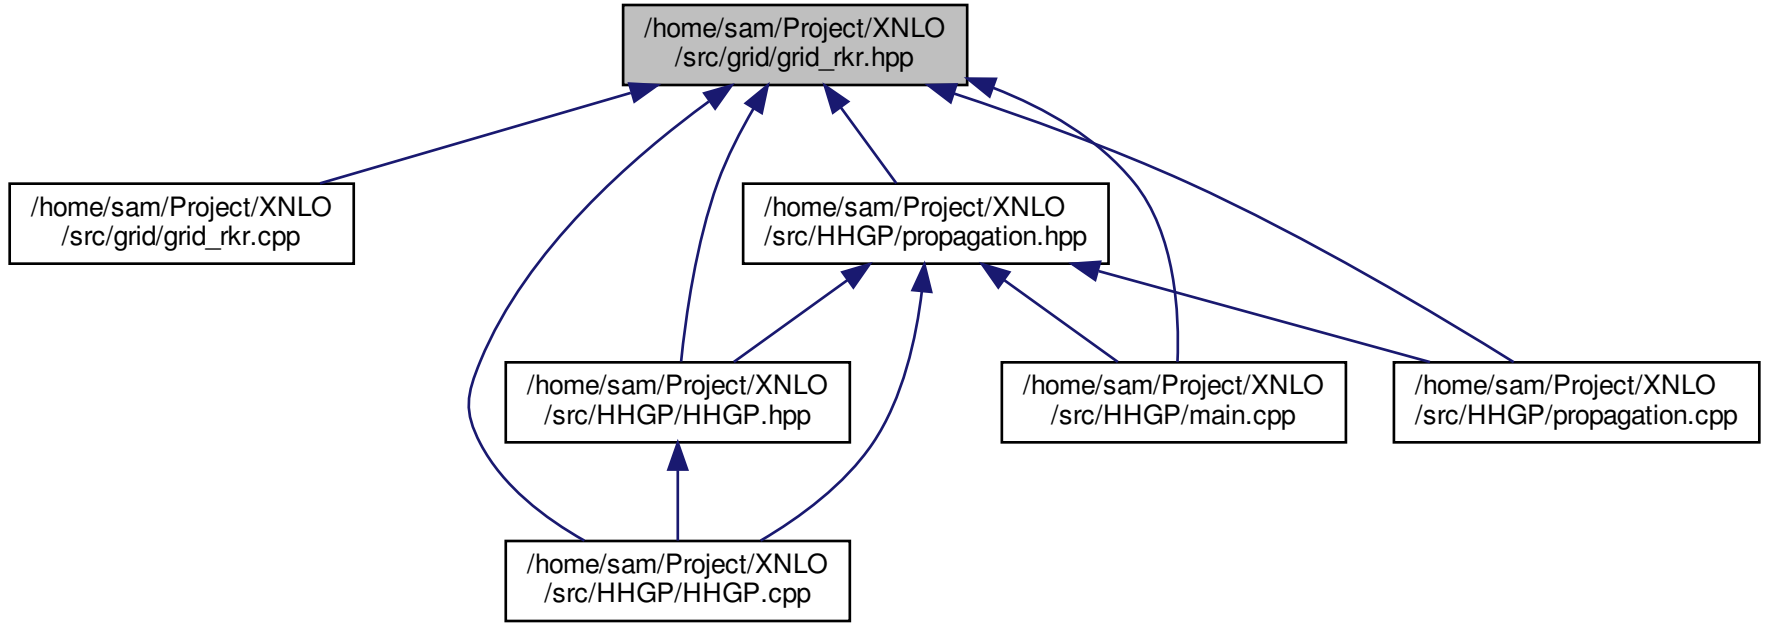 /home/sam/Project/XNLO
/src/grid/grid_rkr.hpp
/home/sam/Project/XNLO
/src/grid/grid_rkr.cpp
/home/sam/Project/XNLO
/src/HHGP/propagation.hpp
/home/sam/Project/XNLO
/src/HHGP/HHGP.hpp
/home/sam/Project/XNLO
/src/HHGP/main.cpp
/home/sam/Project/XNLO
/src/HHGP/propagation.cpp
/home/sam/Project/XNLO
/src/HHGP/HHGP.cpp